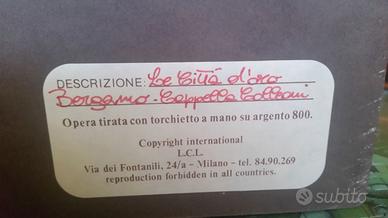 DESCRIZIONE: Le Città d'oro
Bergamo - Cappella Colleoni
Opera tirata con torchietto a mano su argento 800.
Copyright international
L.C.L.
Via dei Fontanili, 24/a - Milano - tel. 84.90.269
reproduction forbidden in all countries.
subito